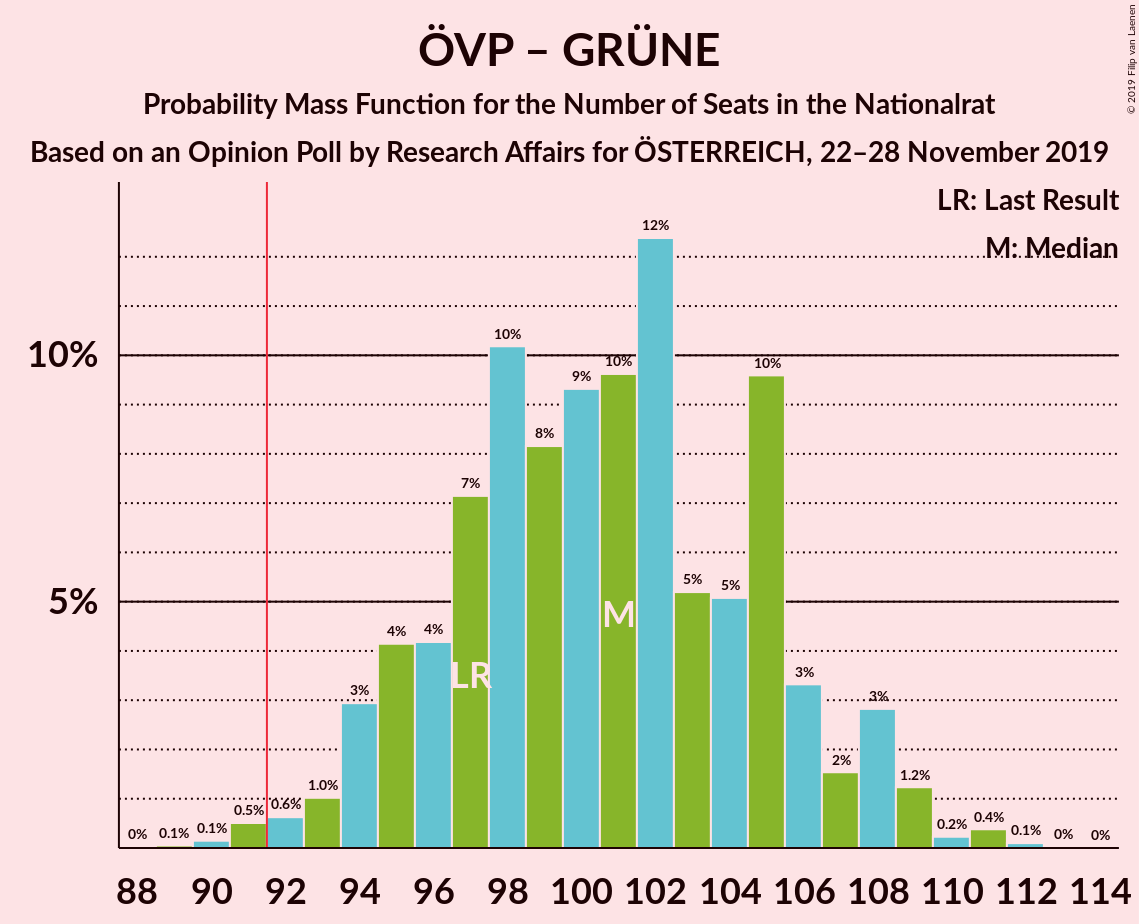 ÖVP – GRÜNE
Probability Mass Function for the Number of Seats in the Nationalrat
Based on an Opinion Poll by Research Affairs for ÖSTERREICH, 22–28 November 2019
© 2019 Filip van Laenen
LR: Last Result
M: Median
10%
5%
0% 0.1% 0.1% 0.5% 0.6% 1.0% 3% 4% 4% 7% 10% 8% 9% 10% 12% 5% 5% 10% 3% 2% 3% 1.2% 0.2% 0.4% 0.1% 0% 0%
LR
M
88 90 92 94 96 98 100 102 104 106 108 110 112 114